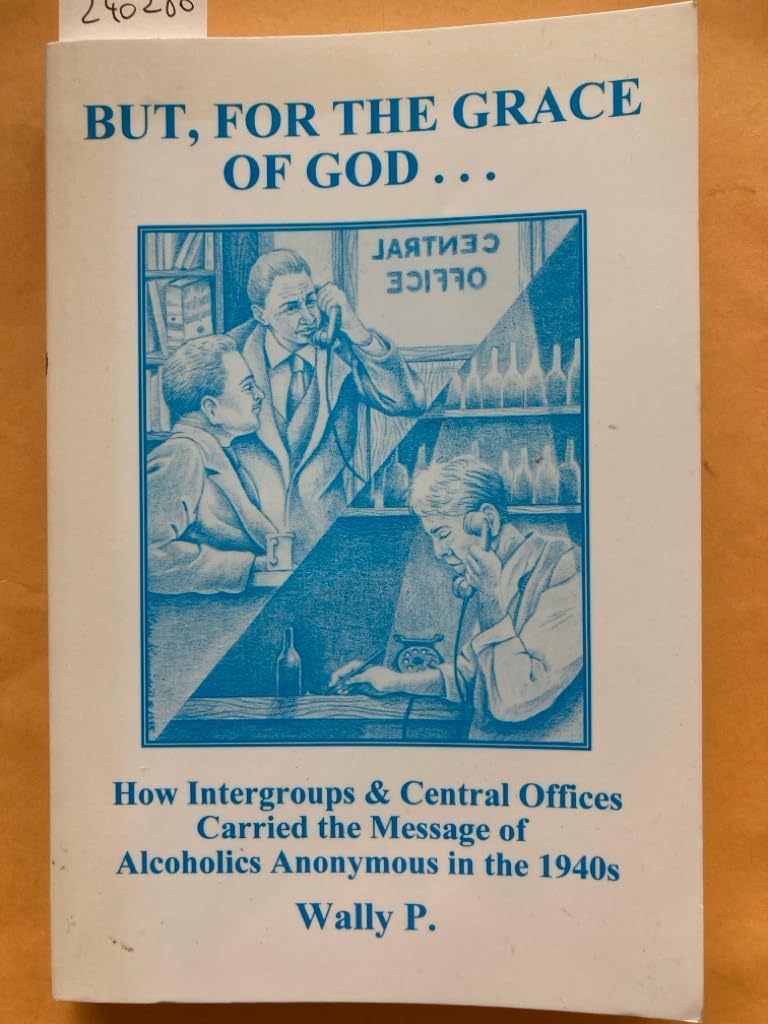 BUT, FOR THE GRACE
OF GOD . . .
CENTRAL
OFFICE
How Intergroups & Central Offices
Carried the Message of
Alcoholics Anonymous in the 1940s
Wally P.